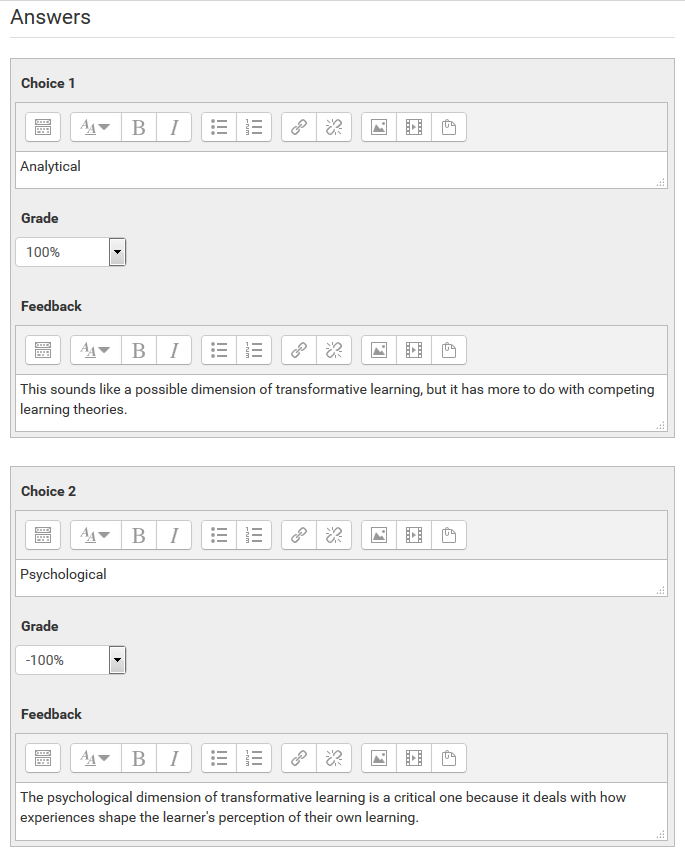 Answers
Choice 1
Analytical
Grade
100%
Feedback
This sounds like a possible dimension of transformative learning, but it has more to do with competing
learning theories.
Choice 2
Psychological
Grade
-100%
Feedback
The psychological dimension of transformative learning is a critical one because it deals with how
experiences shape the learner's perception of their own learning.